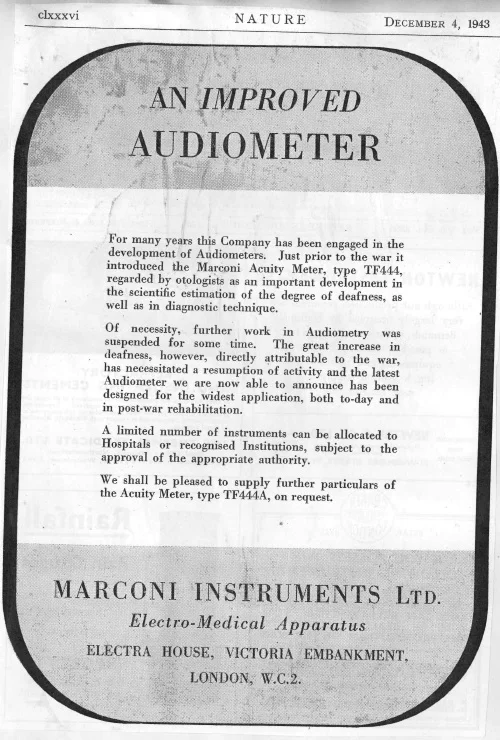 clxxxvi NATURE DECEMBER 4, 1943
AN IMPROVED
AUDIOMETER
For many years this Company has been engaged in the
development of Audiometers. Just prior to the war it
introduced the Marconi Acuity Meter, type TF444,
regarded by otologists as an important development in
the scientific estimation of the degree of deafness, as
well as in diagnostic technique.
Of necessity, further work in Audiometry was
suspended for some time. The great increase in
deafness, however, directly attributable to the war,
has necessitated a resumption of activity and the latest
Audiometer we are now able to announce has been
designed for the widest application, both to-day and
in post-war rehabilitation.
A limited number of instruments can be allocated to
Hospitals or recognised Institutions, subject to the
approval of the appropriate authority.
We shall be pleased to supply further particulars of
the Acuity Meter, type TF444A, on request.
MARCONI INSTRUMENTS LTD.
Electro-Medical Apparatus
ELECTRA HOUSE, VICTORIA EMBANKMENT,
LONDON, W.C.2.